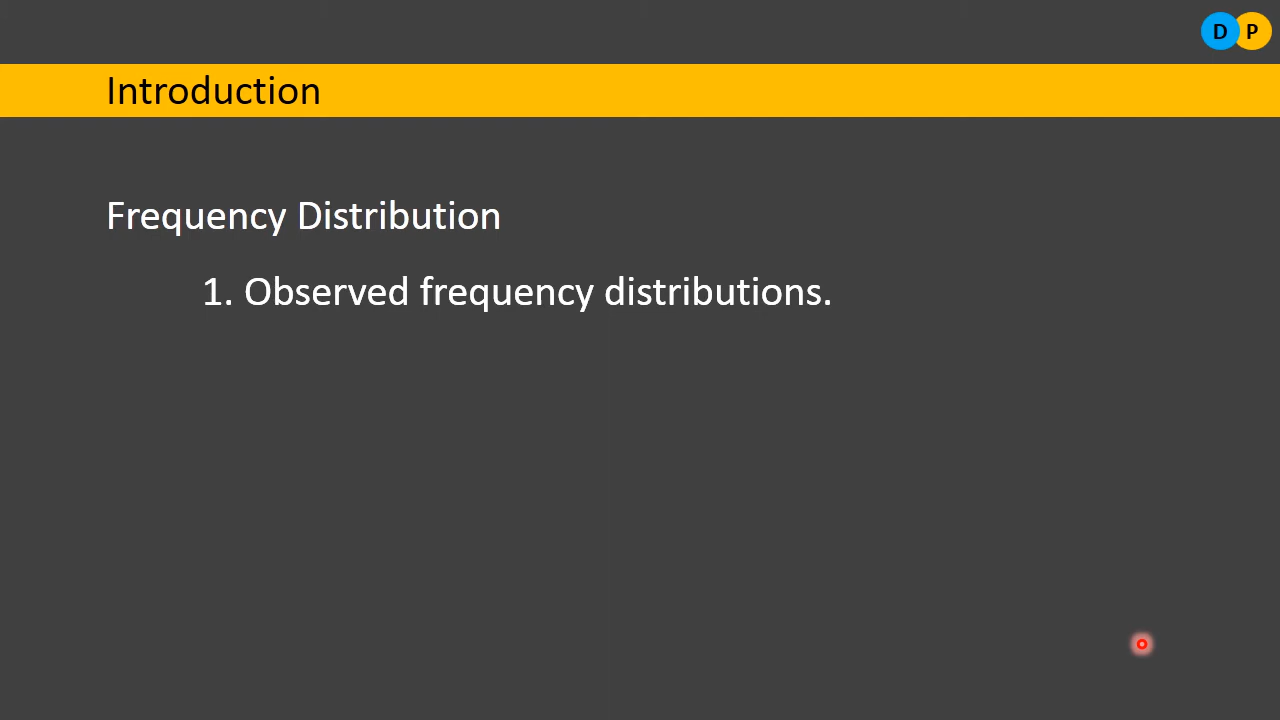 D P
Introduction
Frequency Distribution
1. Observed frequency distributions.